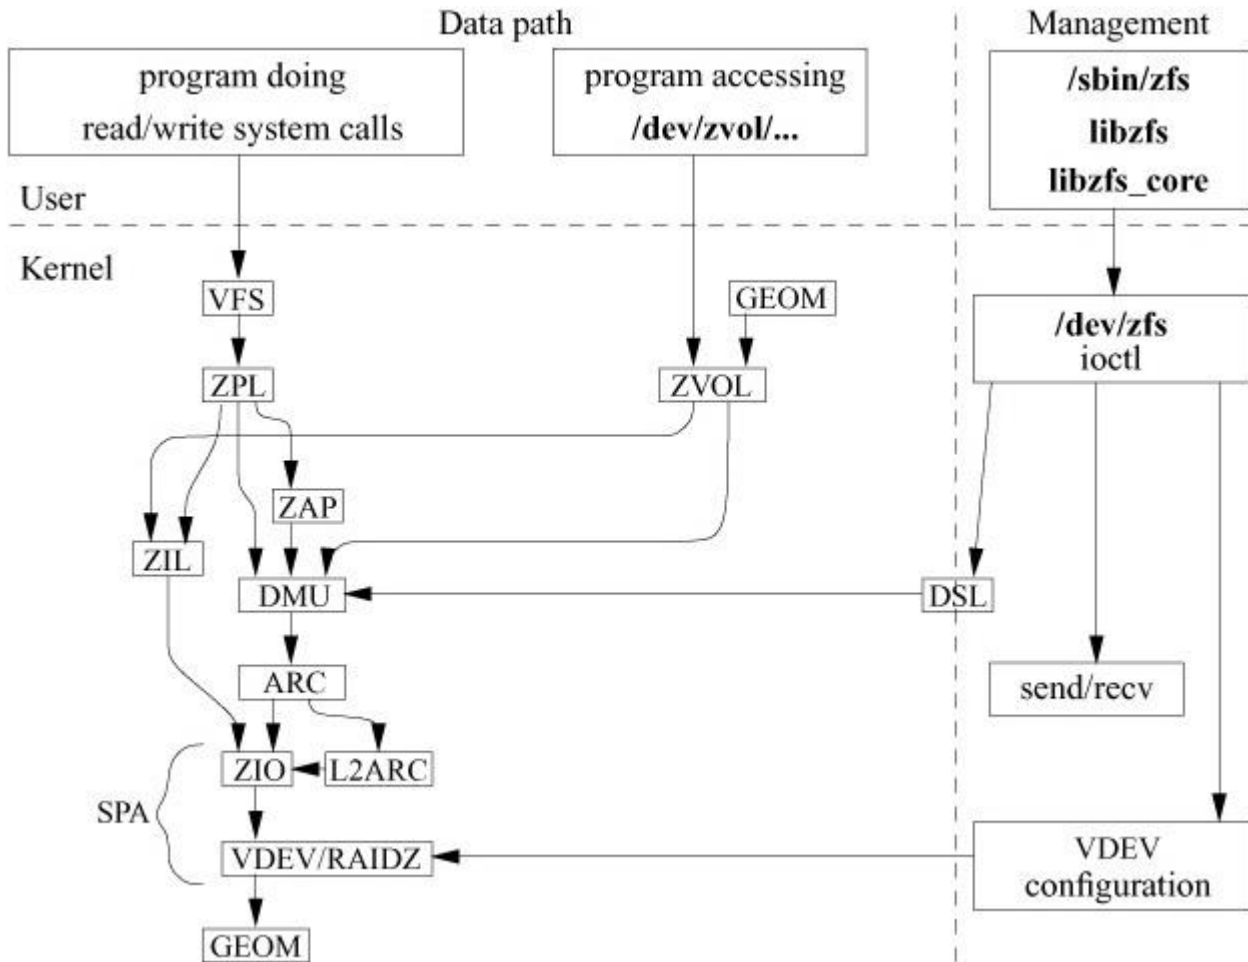 Data path
Management
program doing
read/write system calls
program accessing
/dev/zvol/...
/sbin/zfs
libzfs
libzfs_core
User
Kernel
VFS
GEOM
/dev/zfs
ioctl
ZPL
ZVOL
ZAP
ZIL
DMU
DSL
ARC
send/recv
ZIO
L2ARC
SPA
VDEV/RAIDZ
VDEV
configuration
GEOM